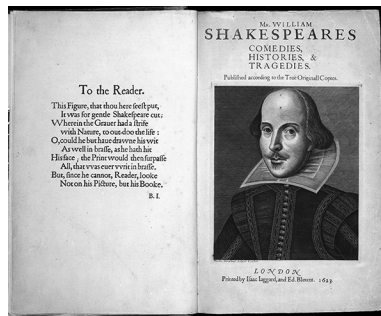 To the Reader.
This Figure, that thou here seest put,
It was for gentle Shakespeare cut;
Wherein the Grauer had a strife
with Nature, to out-doo the life :
O, could he but haue drawne his wit
As well in brasse, as he hath hit
His face ; the Print would then surpasse
All, that vvas euer vvrit in brasse.
But, since he cannot, Reader, looke
Not on his Picture, but his Booke.
B. I.
Mr. WILLIAM
SHAKESPEARES
COMEDIES,
HISTORIES, &
TRAGEDIES.
Published according to the True Originall Copies.
LONDON
Printed by Isaac Iaggard, and Ed. Blount. 1623.